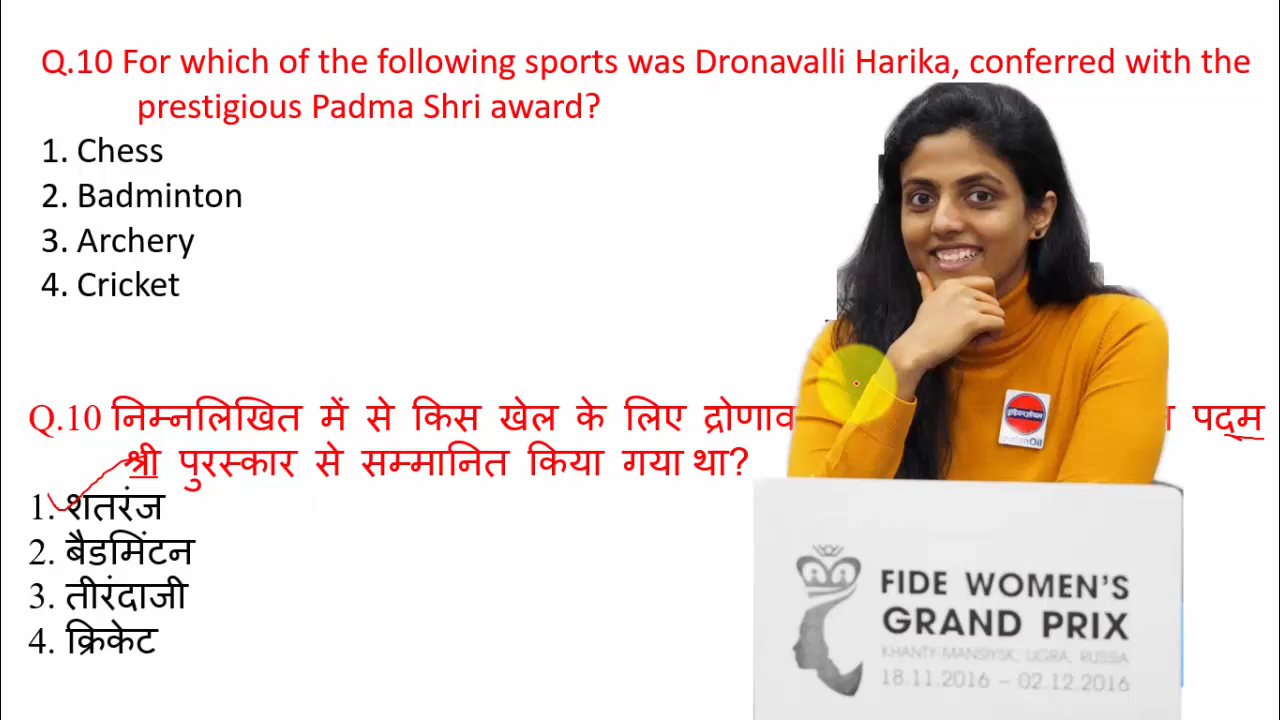 Q.10 For which of the following sports was Dronavalli Harika, conferred with the
prestigious Padma Shri award?
1. Chess
2. Badminton
3. Archery
4. Cricket
Q.10 निम्नलिखित में से किस खेल के लिए द्रोणाव पद्म
श्री पुरस्कार से सम्मानित किया गया था?
1. शतरंज
2. बैडमिंटन
3. तीरंदाजी
4. क्रिकेट
इंडियनऑयल
IndianOil
FIDE WOMEN'S
GRAND PRIX
KHANTY-MANSIYSK, UGRA, RUSSIA
18.11.2016 – 02.12.2016